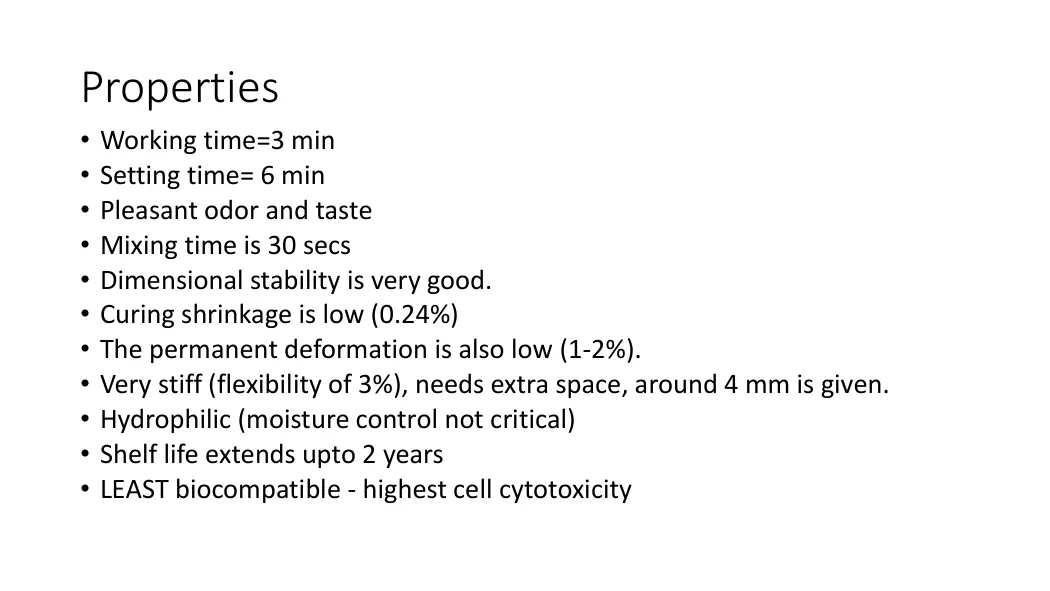 Properties
• Working time=3 min
• Setting time= 6 min
• Pleasant odor and taste
• Mixing time is 30 secs
• Dimensional stability is very good.
• Curing shrinkage is low (0.24%)
• The permanent deformation is also low (1-2%).
• Very stiff (flexibility of 3%), needs extra space, around 4 mm is given.
• Hydrophilic (moisture control not critical)
• Shelf life extends upto 2 years
• LEAST biocompatible - highest cell cytotoxicity